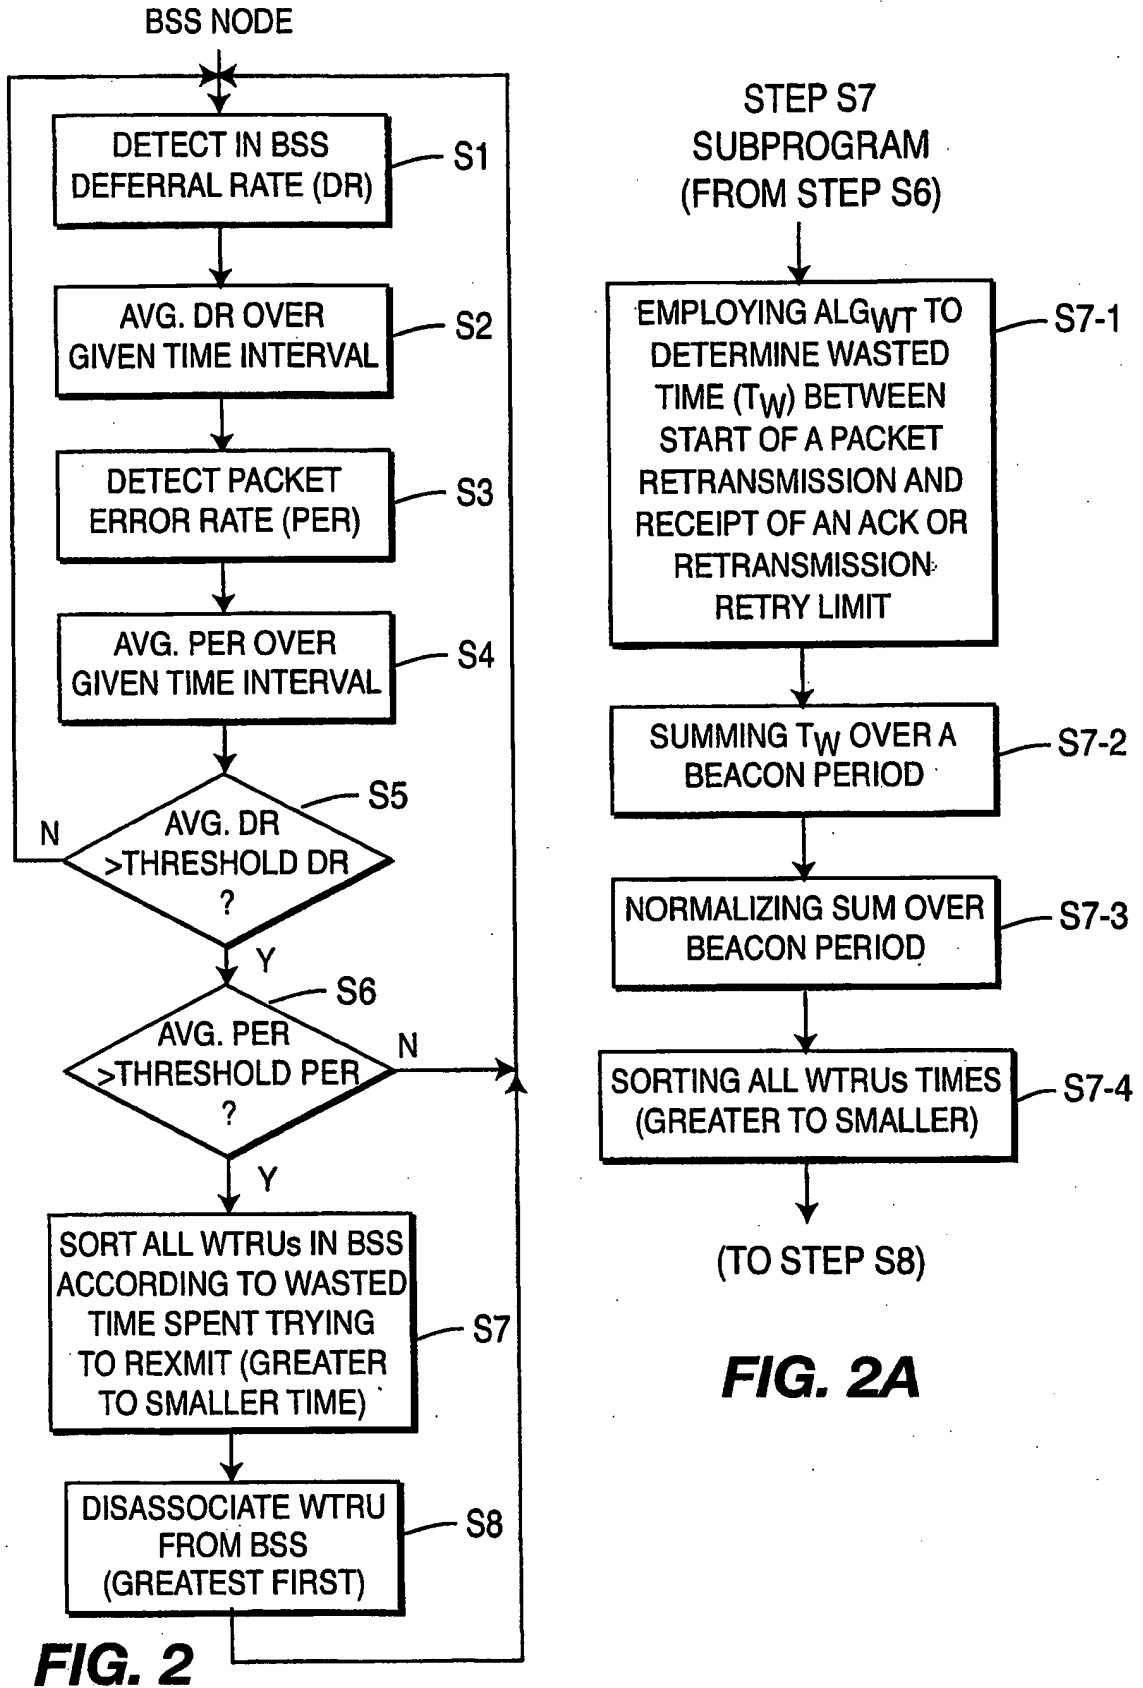 BSS NODE
DETECT IN BSS
DEFERRAL RATE (DR)
S1
AVG. DR OVER
GIVEN TIME INTERVAL
S2
DETECT PACKET
ERROR RATE (PER)
S3
AVG. PER OVER
GIVEN TIME INTERVAL
S4
AVG. DR
>THRESHOLD DR
?
S5
N
Y
AVG. PER
>THRESHOLD PER
?
S6
N
Y
SORT ALL WTRUs IN BSS
ACCORDING TO WASTED
TIME SPENT TRYING
TO REXMIT (GREATER
TO SMALLER TIME)
S7
DISASSOCIATE WTRU
FROM BSS
(GREATEST FIRST)
S8
FIG. 2
STEP S7
SUBPROGRAM
(FROM STEP S6)
EMPLOYING ALGWT TO
DETERMINE WASTED
TIME (TW) BETWEEN
START OF A PACKET
RETRANSMISSION AND
RECEIPT OF AN ACK OR
RETRANSMISSION
RETRY LIMIT
S7-1
SUMMING TW OVER A
BEACON PERIOD
S7-2
NORMALIZING SUM OVER
BEACON PERIOD
S7-3
SORTING ALL WTRUs TIMES
(GREATER TO SMALLER)
S7-4
(TO STEP S8)
FIG. 2A